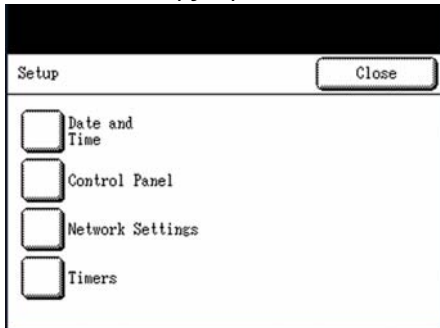 Setup
Close
Date and
Time
Control Panel
Network Settings
Timers